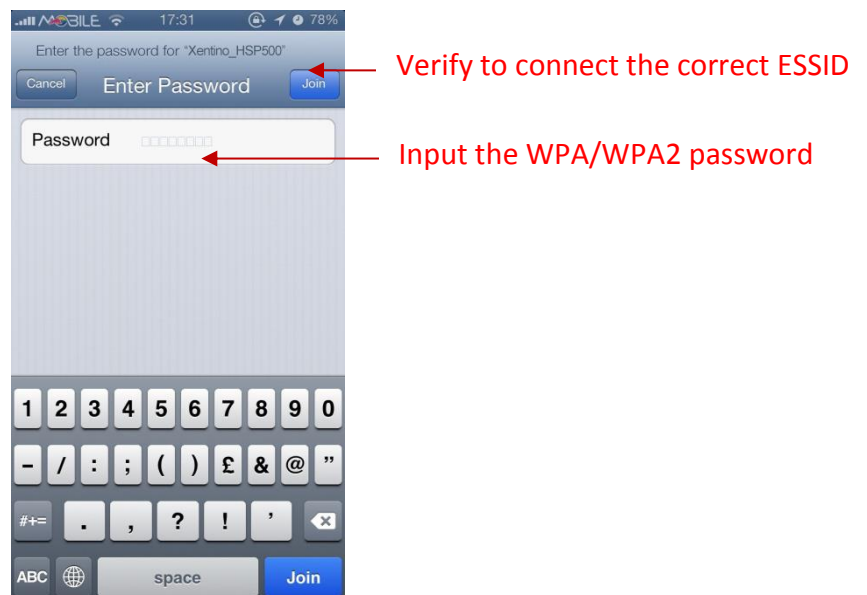 MOBILE 17:31 78%
Enter the password for “Xentino_HSP500”
Cancel Enter Password Join
Verify to connect the correct ESSID
Password
Input the WPA/WPA2 password
1 2 3 4 5 6 7 8 9 0
- / : ; ( ) £ & @ ”
#+= . , ? ! ’
ABC space Join